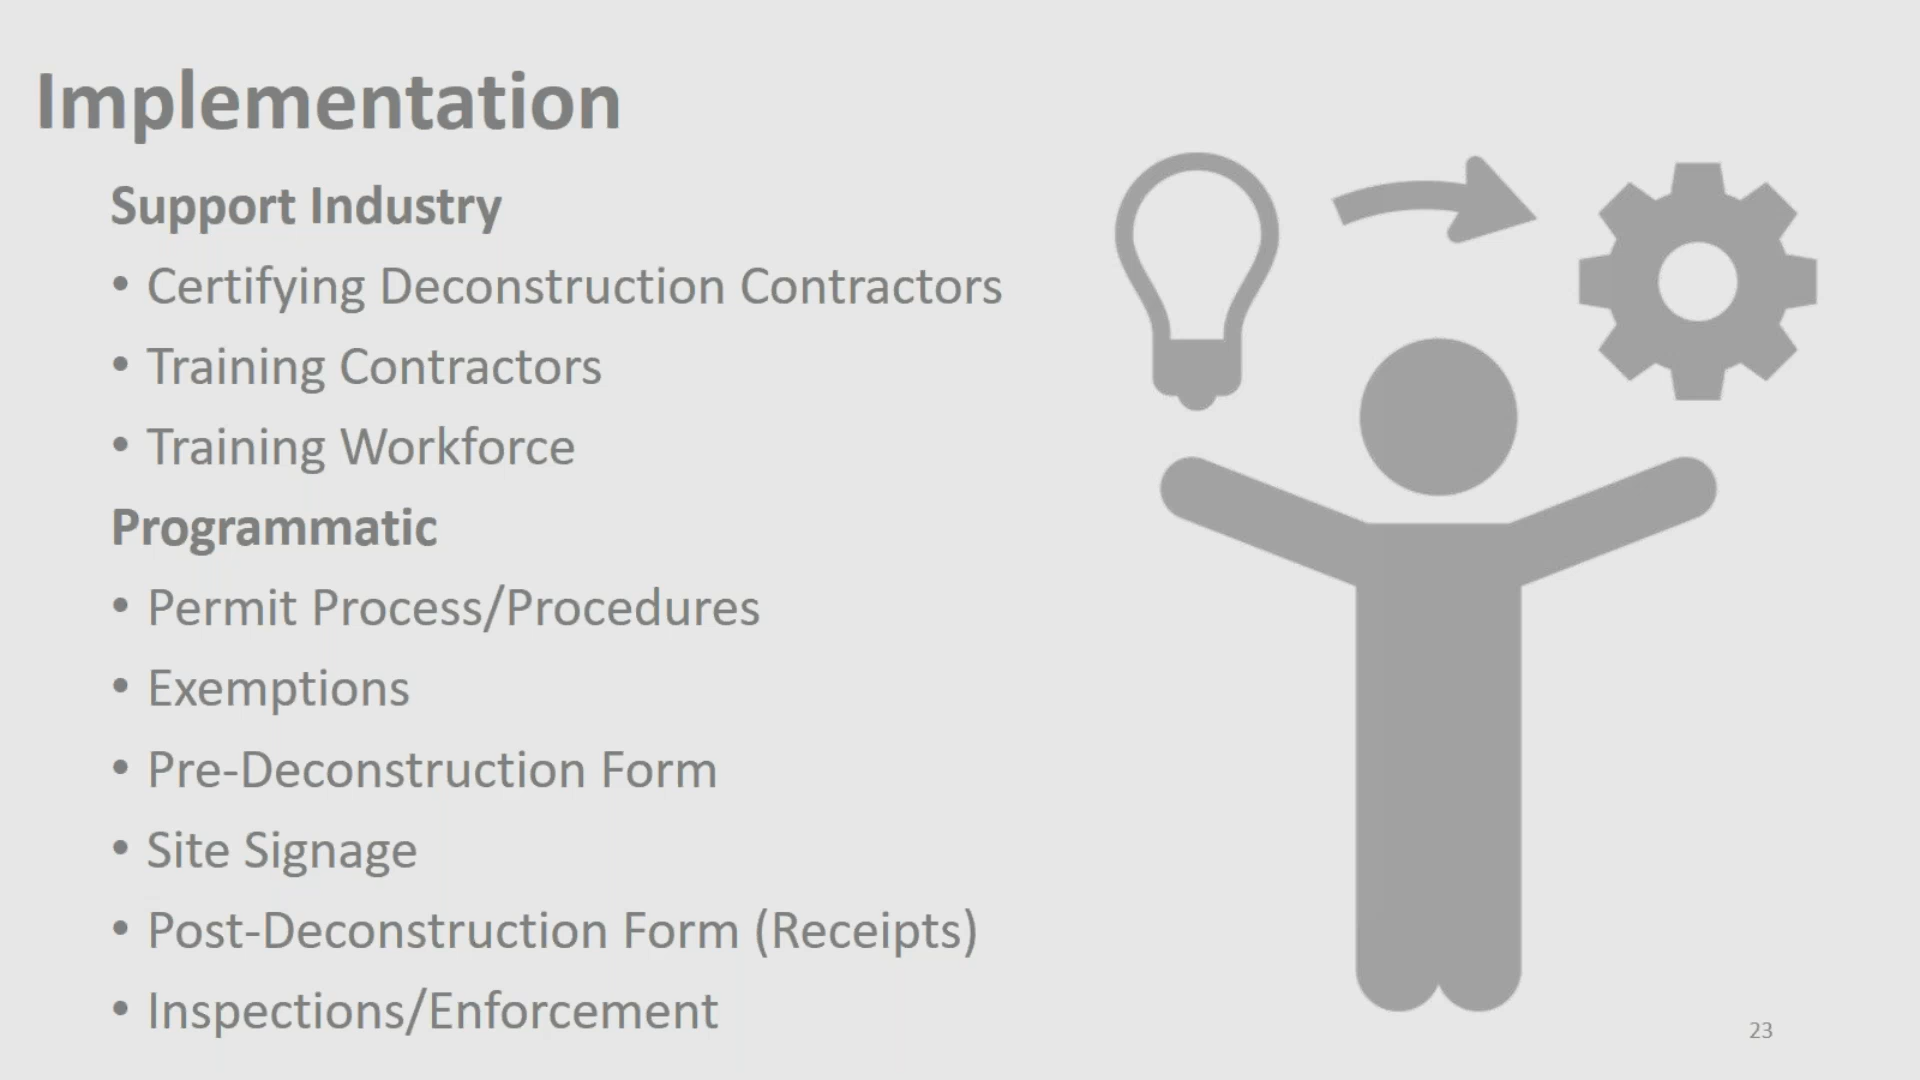 Implementation
Support Industry
• Certifying Deconstruction Contractors
• Training Contractors
• Training Workforce
Programmatic
• Permit Process/Procedures
• Exemptions
• Pre-Deconstruction Form
• Site Signage
• Post-Deconstruction Form (Receipts)
• Inspections/Enforcement
23